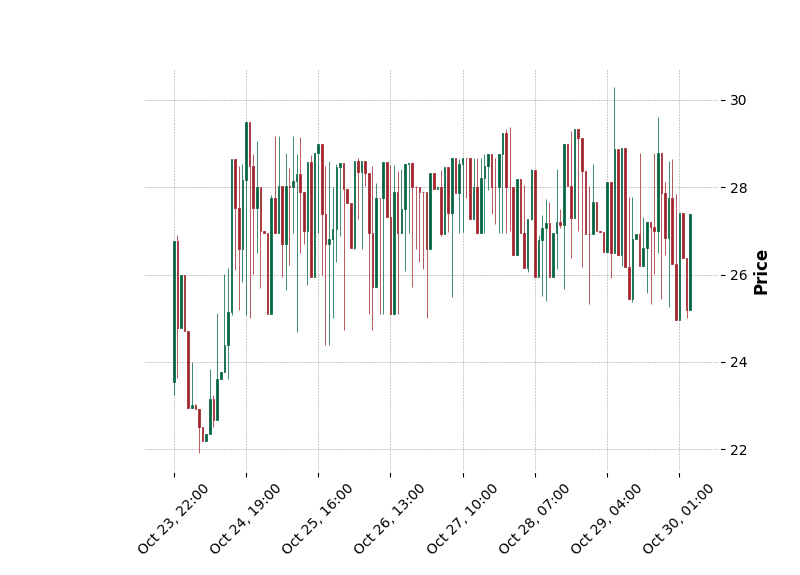 30
28
26
24
22
Price
Oct 23, 22:00
Oct 24, 19:00
Oct 25, 16:00
Oct 26, 13:00
Oct 27, 10:00
Oct 28, 07:00
Oct 29, 04:00
Oct 30, 01:00